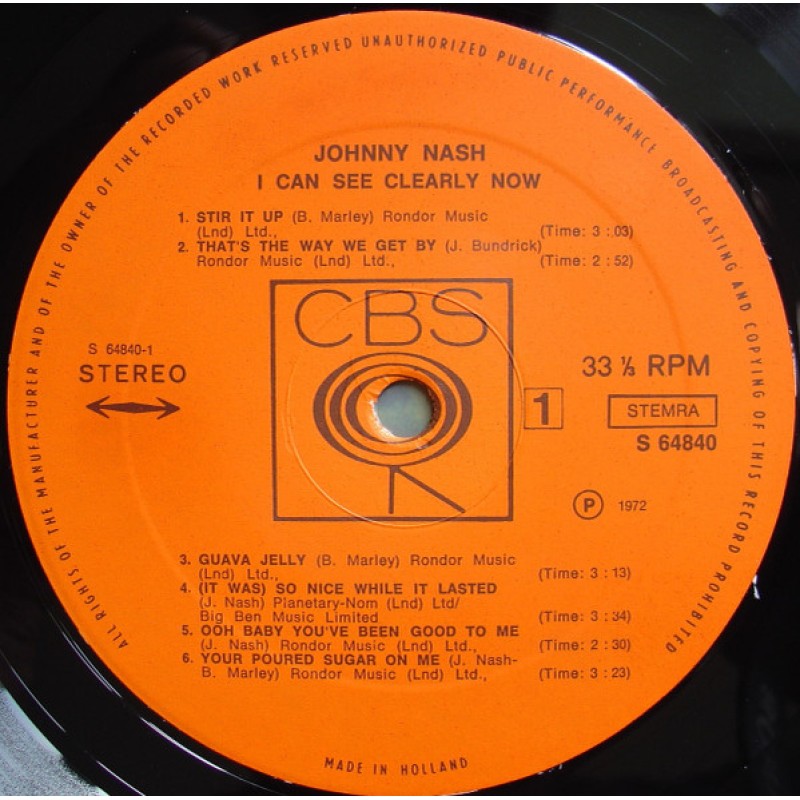 ALL RIGHTS OF THE MANUFACTURER AND OF THE OWNER OF THE RECORDED WORK RESERVED UNAUTHORIZED PUBLIC PERFORMANCE BROADCASTING AND COPYING OF THIS RECORD PROHIBITED
JOHNNY NASH
I CAN SEE CLEARLY NOW
1. STIR IT UP (B. Marley) Rondor Music
(Lnd) Ltd., (Time: 3 : 03)
2. THAT'S THE WAY WE GET BY (J. Bundrick)
Rondor Music (Lnd) Ltd., (Time: 2 : 52)
CBS
S 64840-1
STEREO
33 ⅓ RPM
1
STEMRA
S 64840
Ⓟ 1972
3. GUAVA JELLY (B. Marley) Rondor Music
(Lnd) Ltd., (Time: 3 : 13)
4. (IT WAS) SO NICE WHILE IT LASTED
(J. Nash) Planetary-Nom (Lnd) Ltd/
Big Ben Music Limited (Time: 3 : 34)
5. OOH BABY YOU'VE BEEN GOOD TO ME
(J. Nash) Rondor Music (Lnd) Ltd., (Time: 2 : 30)
6. YOUR POURED SUGAR ON ME (J. Nash-
B. Marley) Rondor Music (Lnd) Ltd., (Time: 3 : 23)
MADE IN HOLLAND